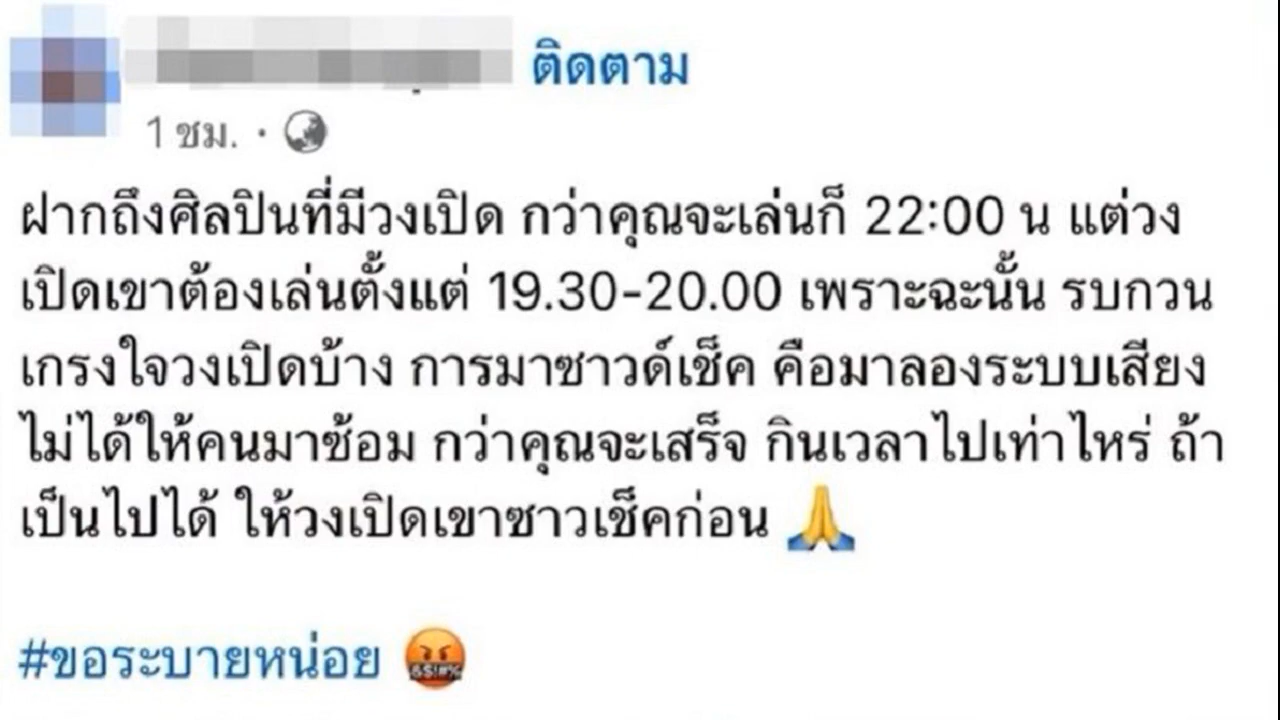 ติดตาม
1 ชม. ·
ฝากถึงศิลปินที่มีวงเปิด กว่าคุณจะเล่นก็ 22:00 น แต่วง
เปิดเขาต้องเล่นตั้งแต่ 19.30-20.00 เพราะฉะนั้น รบกวน
เกรงใจวงเปิดบ้าง การมาซาวด์เช็ค คือมาลองระบบเสียง
ไม่ได้ให้คนมาซ้อม กว่าคุณจะเสร็จ กินเวลาไปเท่าไหร่ ถ้า
เป็นไปได้ ให้วงเปิดเขาซาวเช็คก่อน 🙏
#ขอระบายหน่อย 🤬